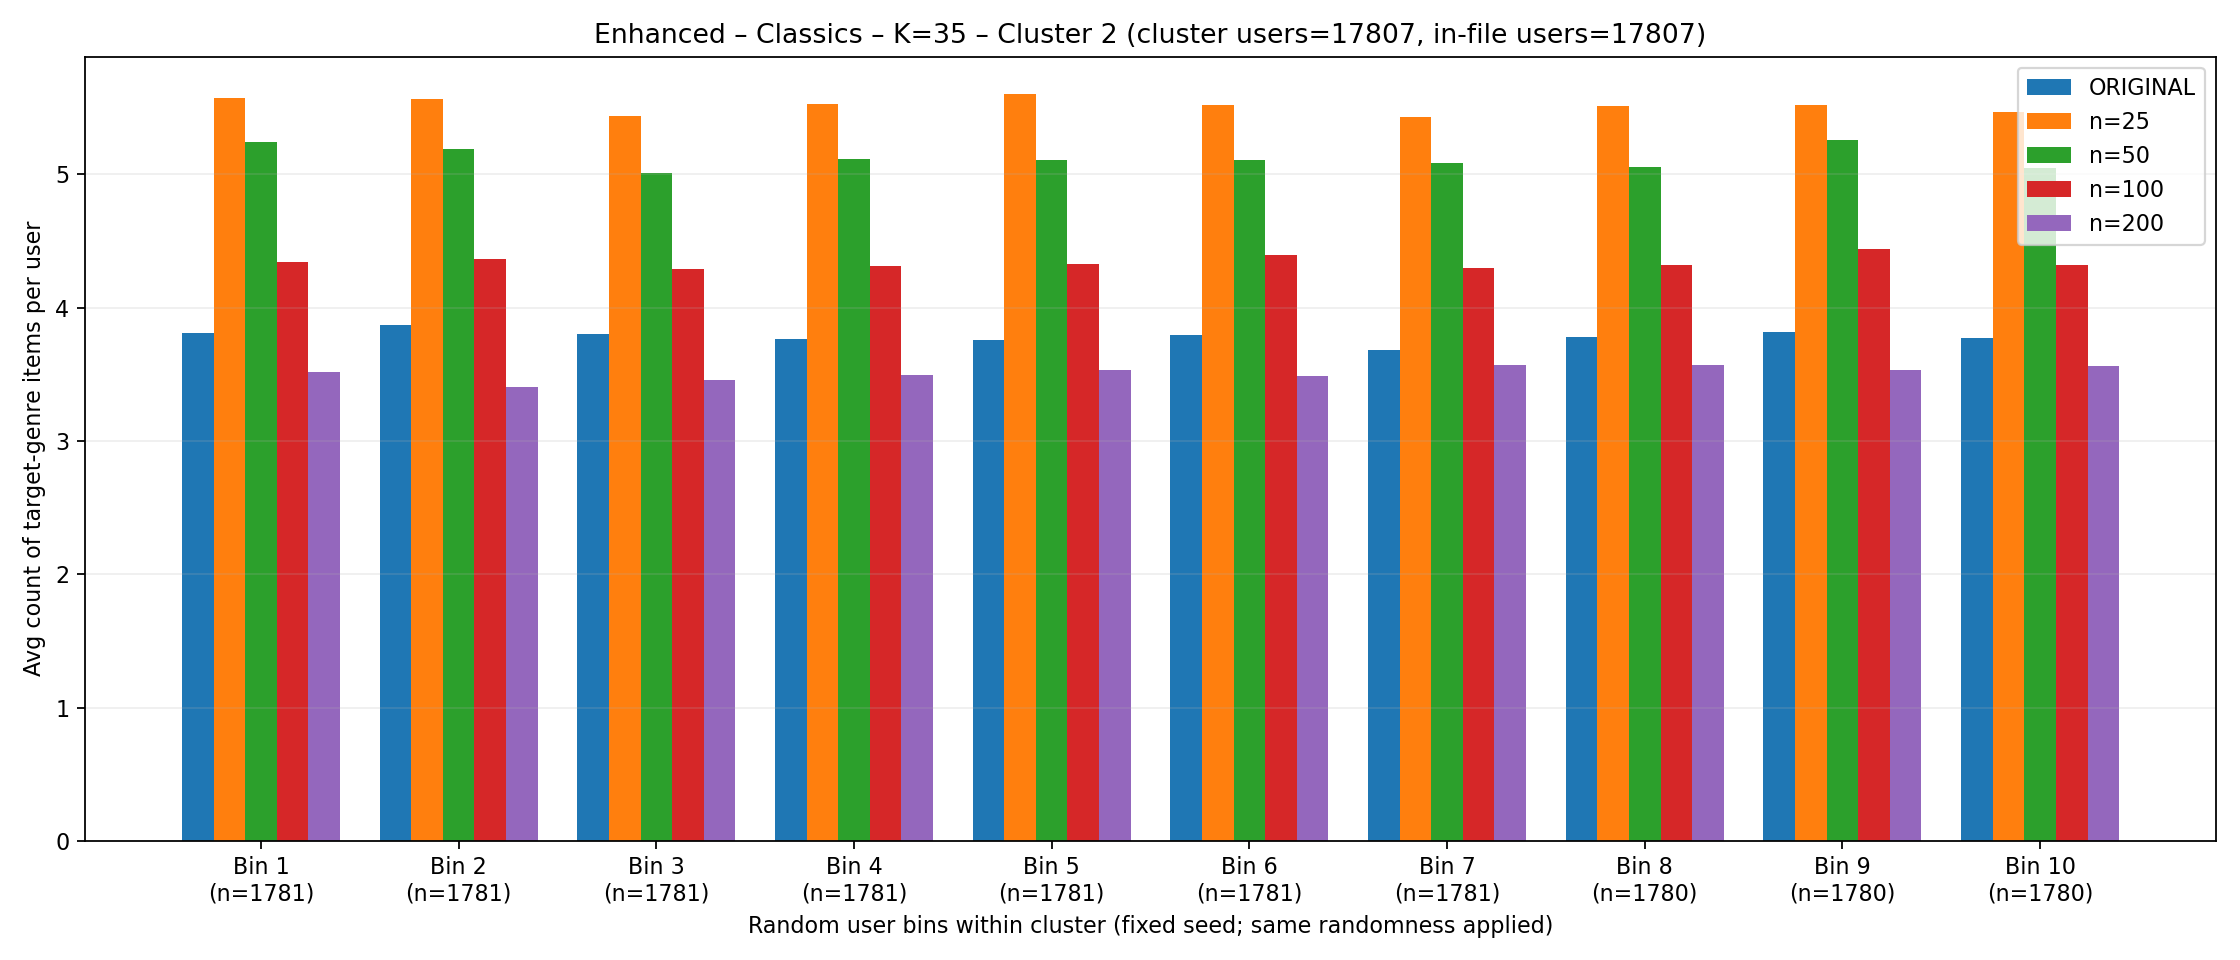 Enhanced – Classics – K=35 – Cluster 2 (cluster users=17807, in-file users=17807)
ORIGINAL
n=25
n=50
n=100
n=200
Avg count of target-genre items per user
5
4
3
2
1
0
Bin 1 Bin 2 Bin 3 Bin 4 Bin 5 Bin 6 Bin 7 Bin 8 Bin 9 Bin 10
(n=1781) (n=1781) (n=1781) (n=1781) (n=1781) (n=1781) (n=1781) (n=1780) (n=1780) (n=1780)
Random user bins within cluster (fixed seed; same randomness applied)